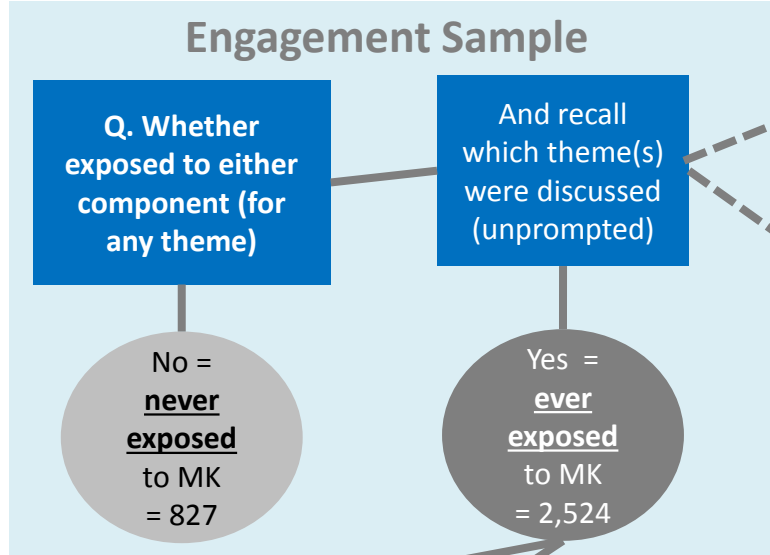 Engagement Sample
Q. Whether
exposed to either
component (for
any theme)
And recall
which theme(s)
were discussed
(unprompted)
No =
never
exposed
to MK
= 827
Yes =
ever
exposed
to MK
= 2,524